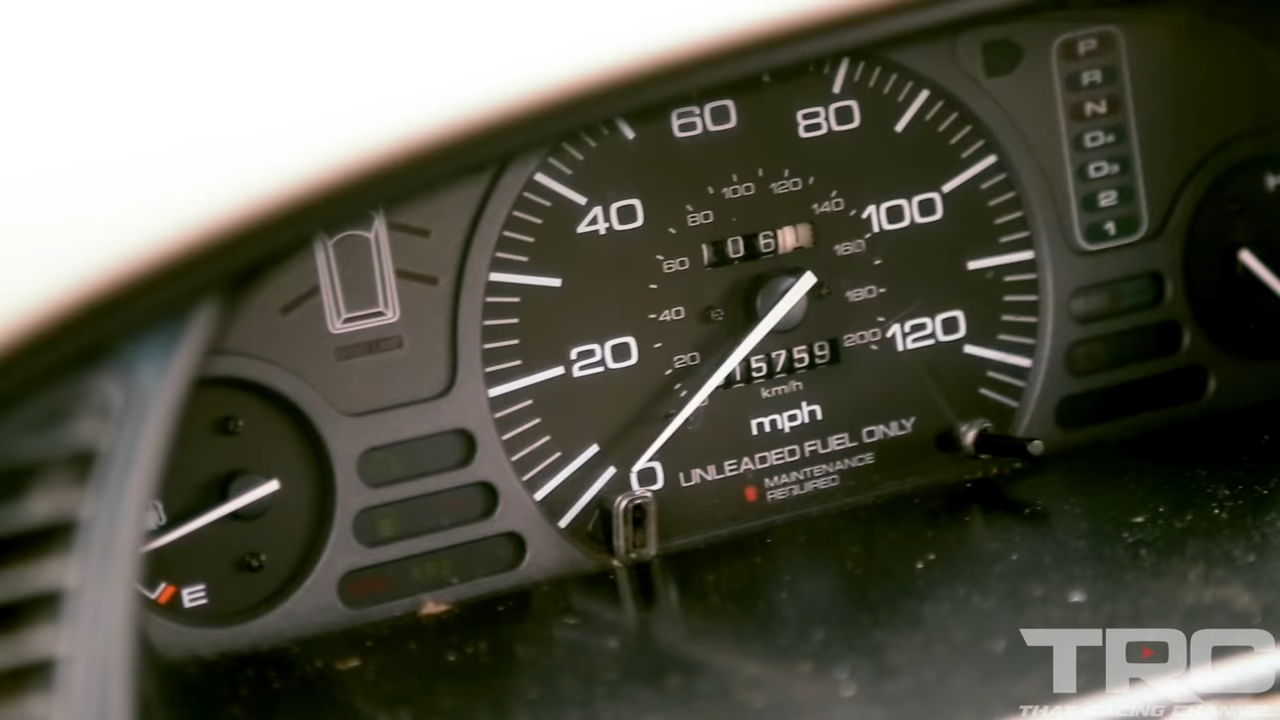 P
R
N
D4
D3
2
1
60
80
40
100
20
120
0
80
100
120
140
60
160
40
180
20
200
106
15759
km/h
mph
UNLEADED FUEL ONLY
MAINTENANCE
REQUIRED
E
TRC